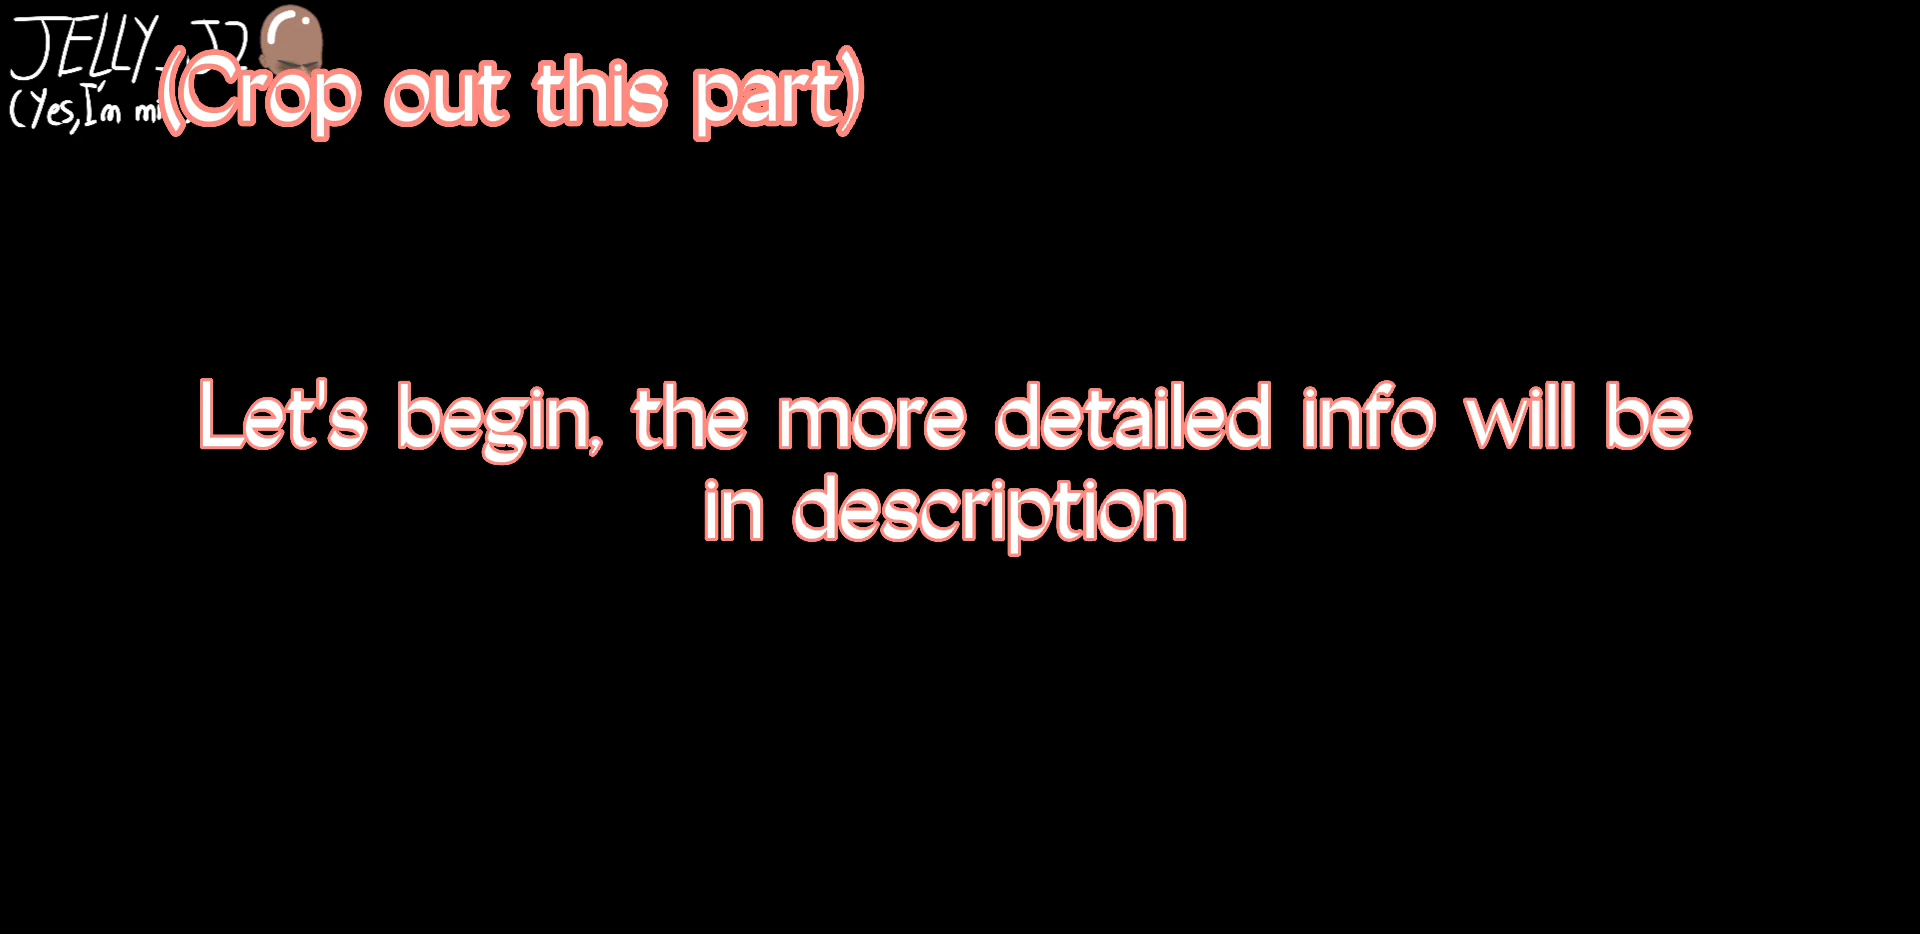 JELLY
(Yes,I'm
(Crop out this part)
Let's begin, the more detailed info will be
in description